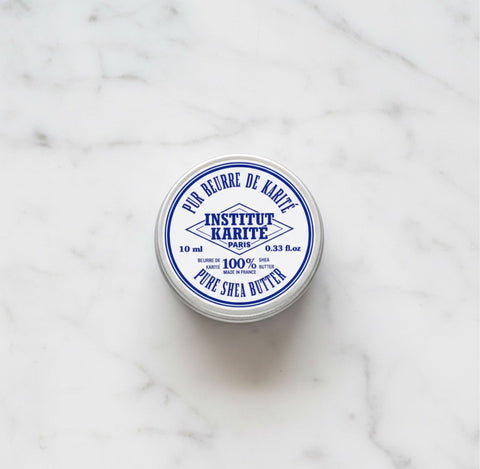 PUR BEURRE DE KARITÉ
INSTITUT
KARITÉ
PARIS
10 ml
0.33 fl.oz
BEURRE DE
KARITÉ
100%
SHEA
BUTTER
MADE IN FRANCE
PURE SHEA BUTTER